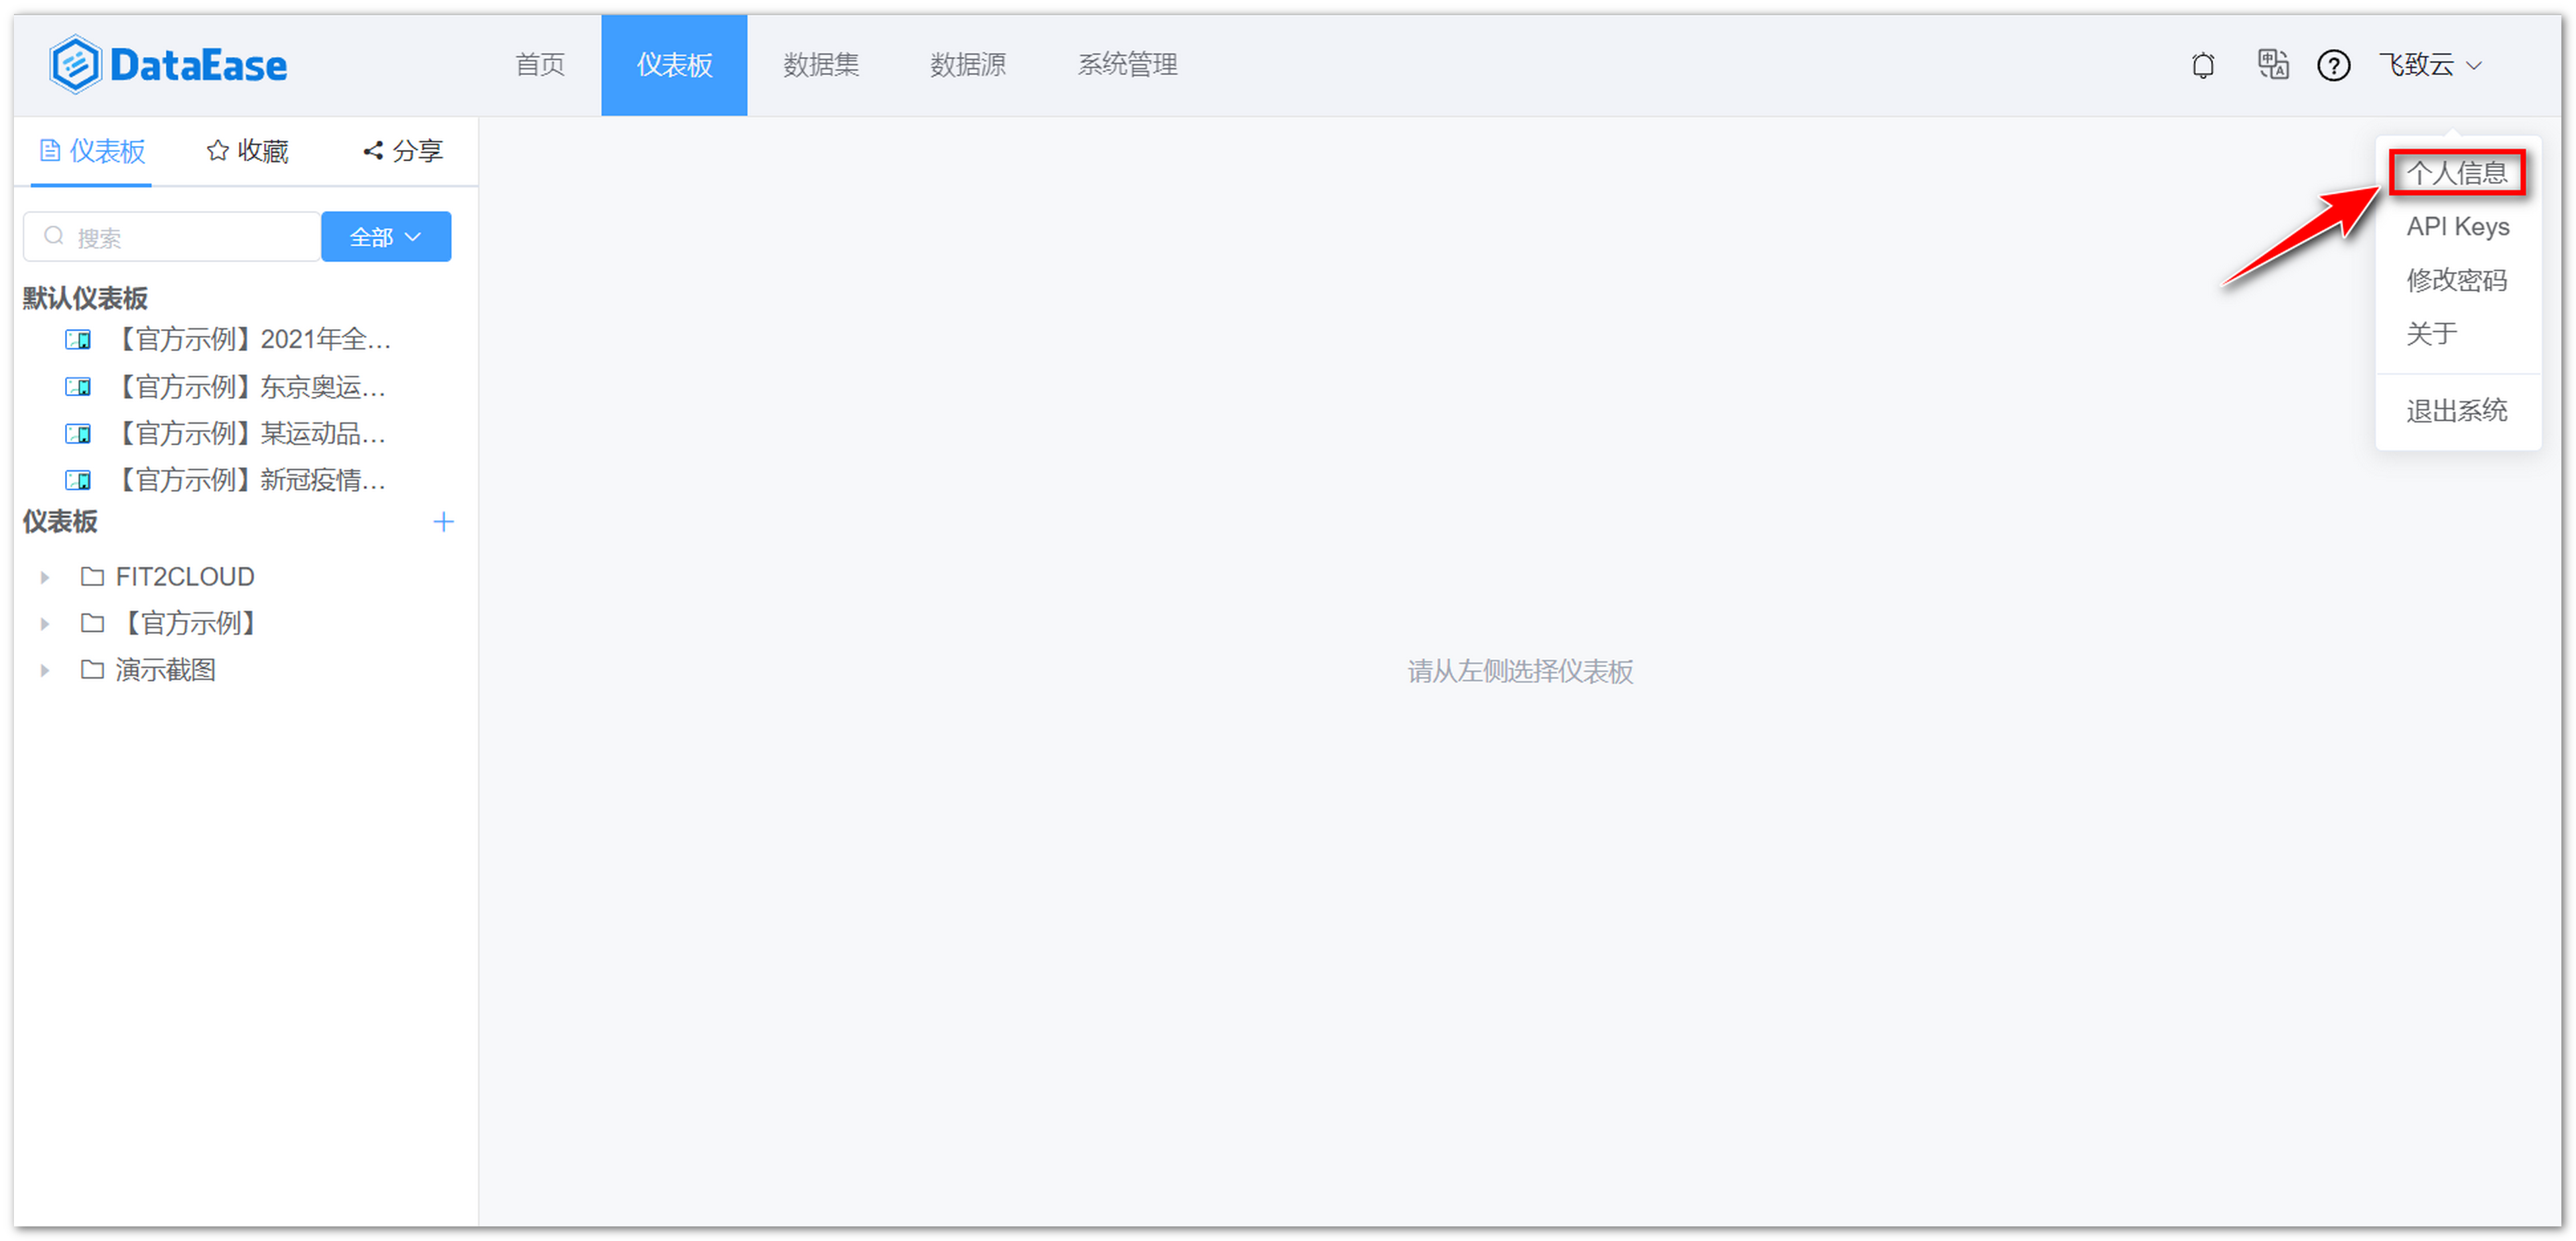 DataEase
首页 仪表板 数据集 数据源 系统管理 飞致云
仪表板 收藏 分享
搜索 全部
默认仪表板
【官方示例】2021年全...
【官方示例】东京奥运...
【官方示例】某运动品...
【官方示例】新冠疫情...
仪表板
FIT2CLOUD
【官方示例】
演示截图
请从左侧选择仪表板
个人信息
API Keys
修改密码
关于
退出系统